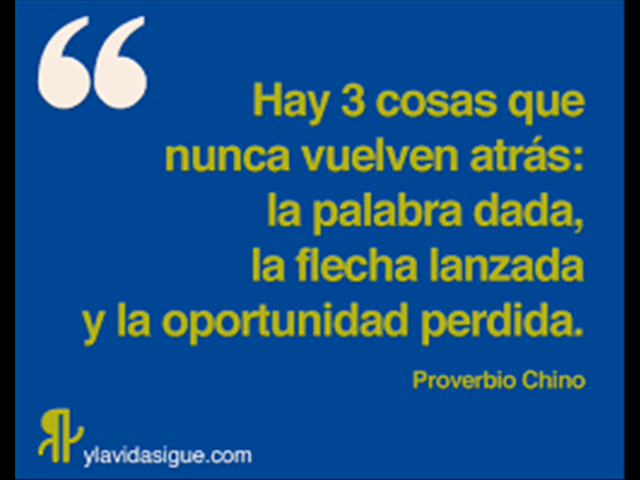 “
Hay 3 cosas que
nunca vuelven atrás:
la palabra dada,
la flecha lanzada
y la oportunidad perdida.
Proverbio Chino
ylavidasigue.com